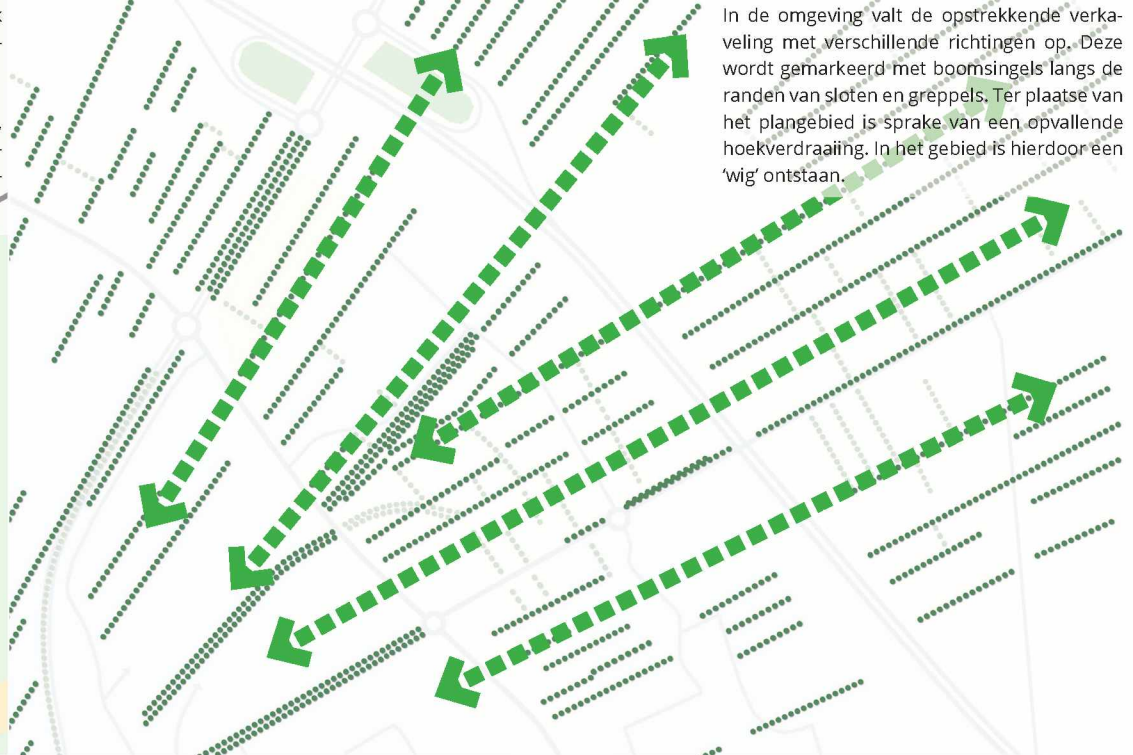 In de omgeving valt de opstrekkende verka-
veling met verschillende richtingen op. Deze
wordt gemarkeerd met boomsingels langs de
randen van sloten en greppels. Ter plaatse van
het plangebied is sprake van een opvallende
hoekverdraaiing. In het gebied is hierdoor een
‘wig’ ontstaan.